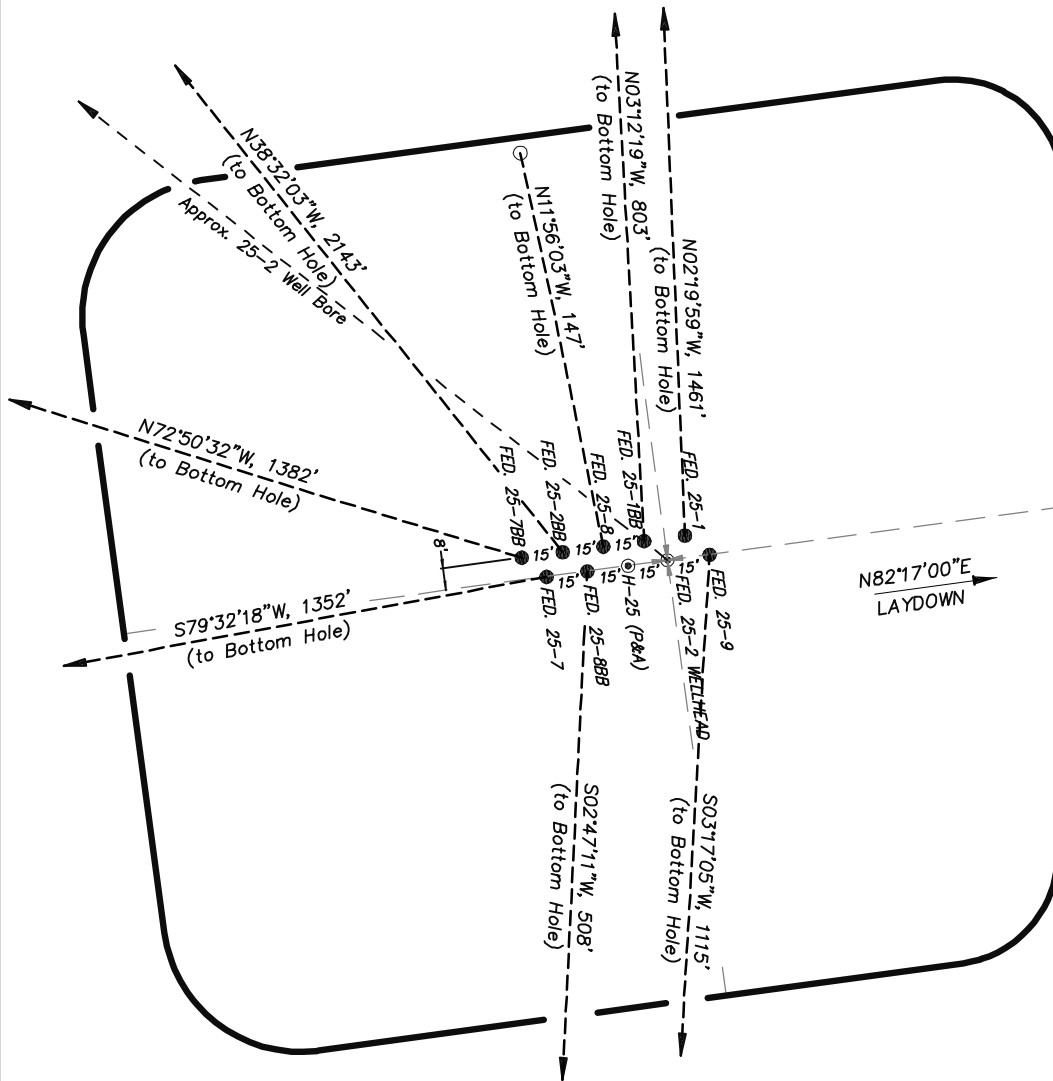 N38°32'03"W, 2143'
(to Bottom Hole)
Approx. 25-2 Well Bore
N11°56'03"W, 147'
(to Bottom Hole)
N03°12'19"W, 803'
(to Bottom Hole)
N02°19'59"W, 1461'
(to Bottom Hole)
N72°50'32"W, 1382'
(to Bottom Hole)
FED. 25-7BB
FED. 25-2BB
FED. 25-8
FED. 25-1BB
FED. 25-1
8'
15'
15'
15'
15'
15'
15'
15'
S79°32'18"W, 1352'
(to Bottom Hole)
FED. 25-7
FED. 25-8BB
H-25 (P&A)
FED. 25-2 WELLHEAD
FED. 25-9
N82°17'00"E
LAYDOWN
S02°47'11"W, 508'
(to Bottom Hole)
S03°17'05"W, 1115'
(to Bottom Hole)